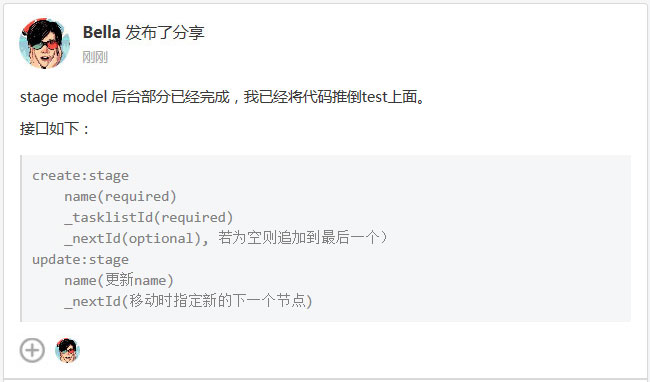 Bella 发布了分享
刚刚
stage model 后台部分已经完成，我已经将代码推倒test上面。
接口如下：
create:stage
    name(required)
    _tasklistId(required)
    _nextId(optional), 若为空则追加到最后一个）
update:stage
    name(更新name)
    _nextId(移动时指定新的下一个节点)